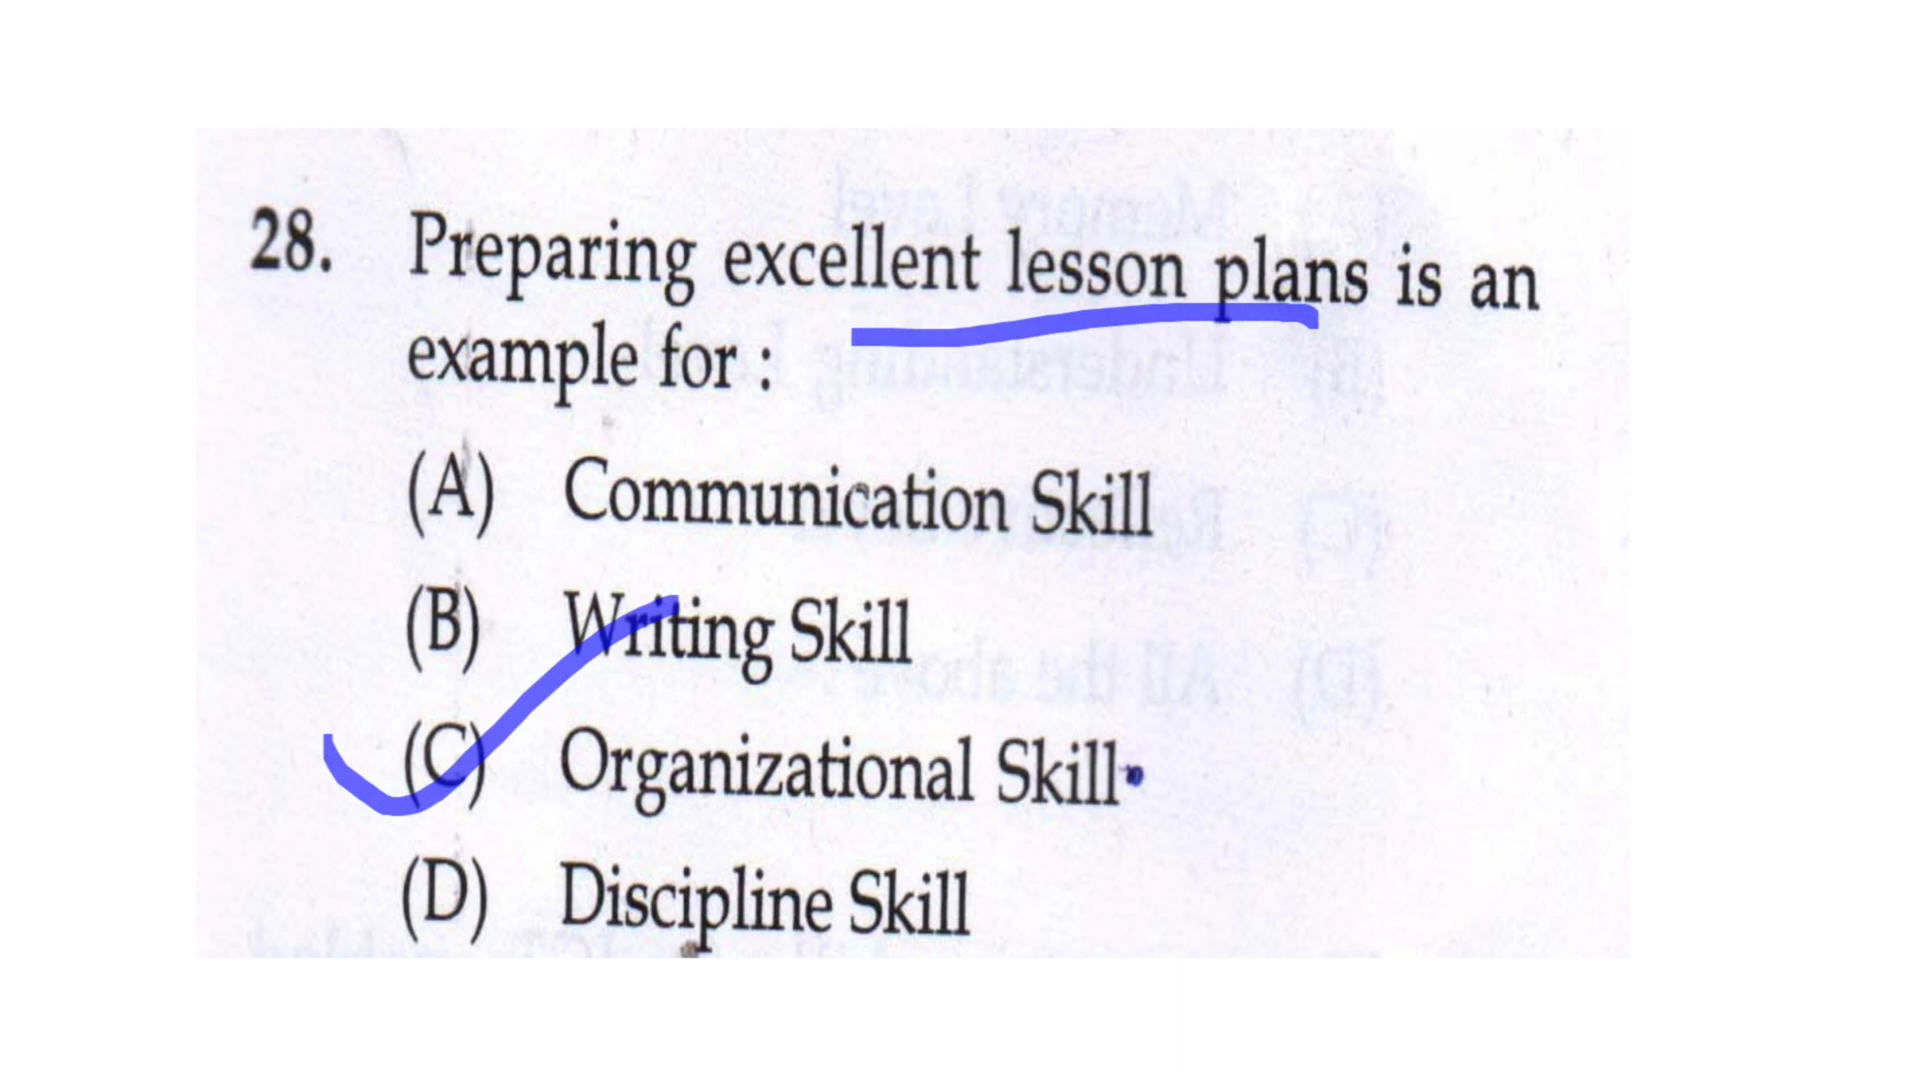 28. Preparing excellent lesson plans is an
example for :
(A) Communication Skill
(B) Writing Skill
(C) Organizational Skill
(D) Discipline Skill